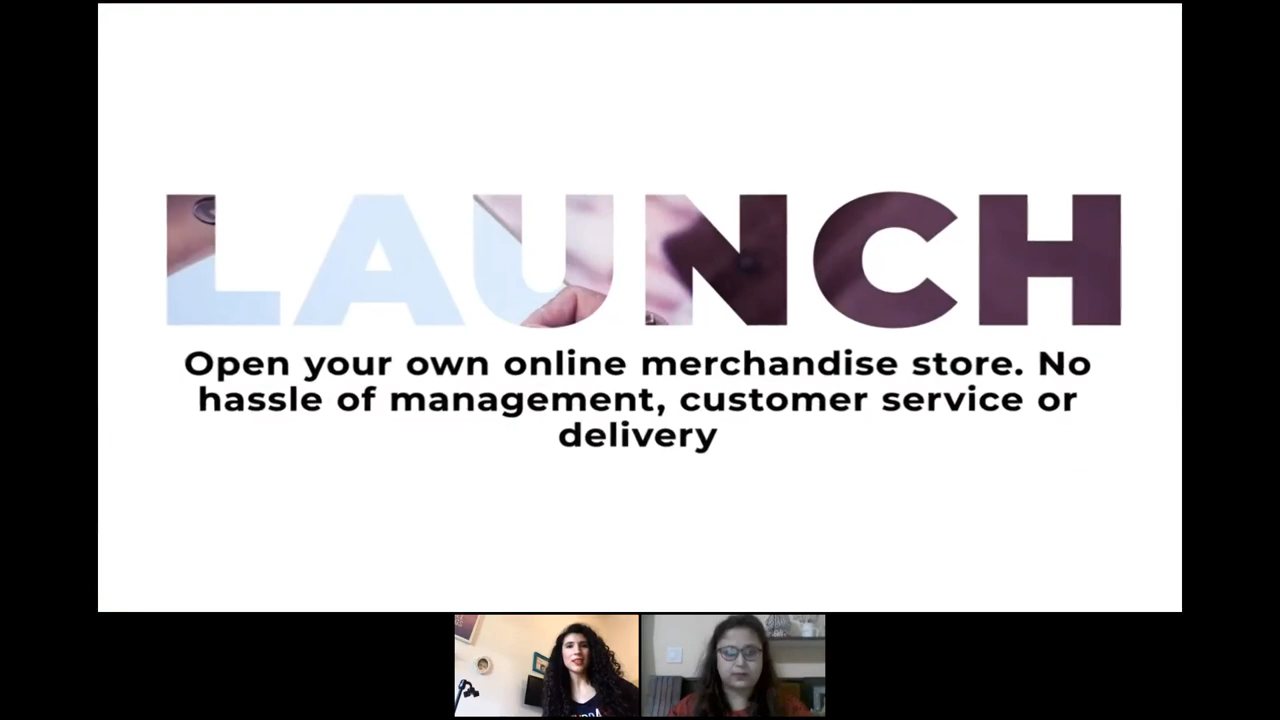 LAUNCH
Open your own online merchandise store. No
hassle of management, customer service or
delivery